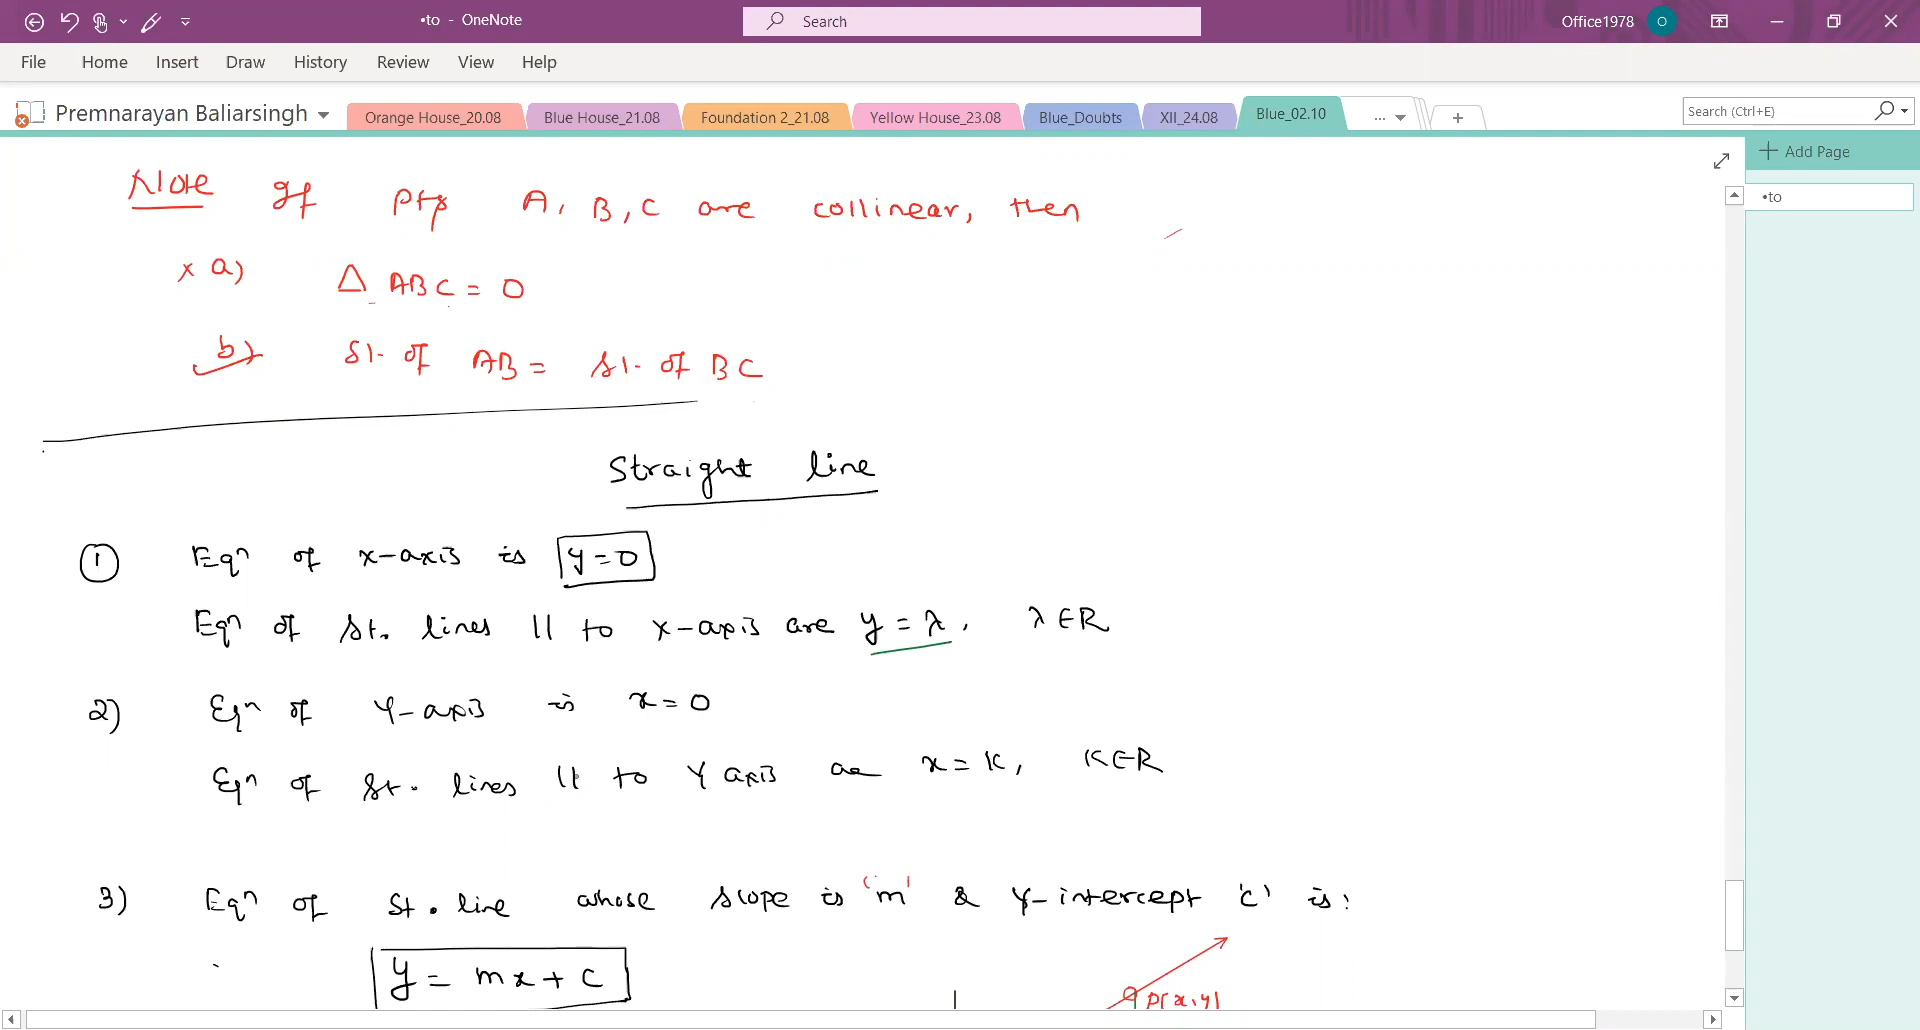 •to - OneNote
Search
Office1978
O
File Home Insert Draw History Review View Help
Premnarayan Baliarsingh
Orange House_20.08
Blue House_21.08
Foundation 2_21.08
Yellow House_23.08
Blue_Doubts
XII_24.08
Blue_02.10
...
+
Search (Ctrl+E)
+ Add Page
•to
Note If pts A, B, C are collinear, then
x a) Δ ABC = 0
b) Sl. of AB = Sl. of BC
Straight line
① Eqn of x-axis is y = 0
Eqn of St. lines || to x-axis are y = λ, λ∈R
2) Eqn of Y-axis is x = 0
Eqn of St. lines || to Y axis are x = K, K∈R
3) Eqn of St. line whose slope is 'm' & Y-intercept 'c' is:
y = mx + c
P(x,y)